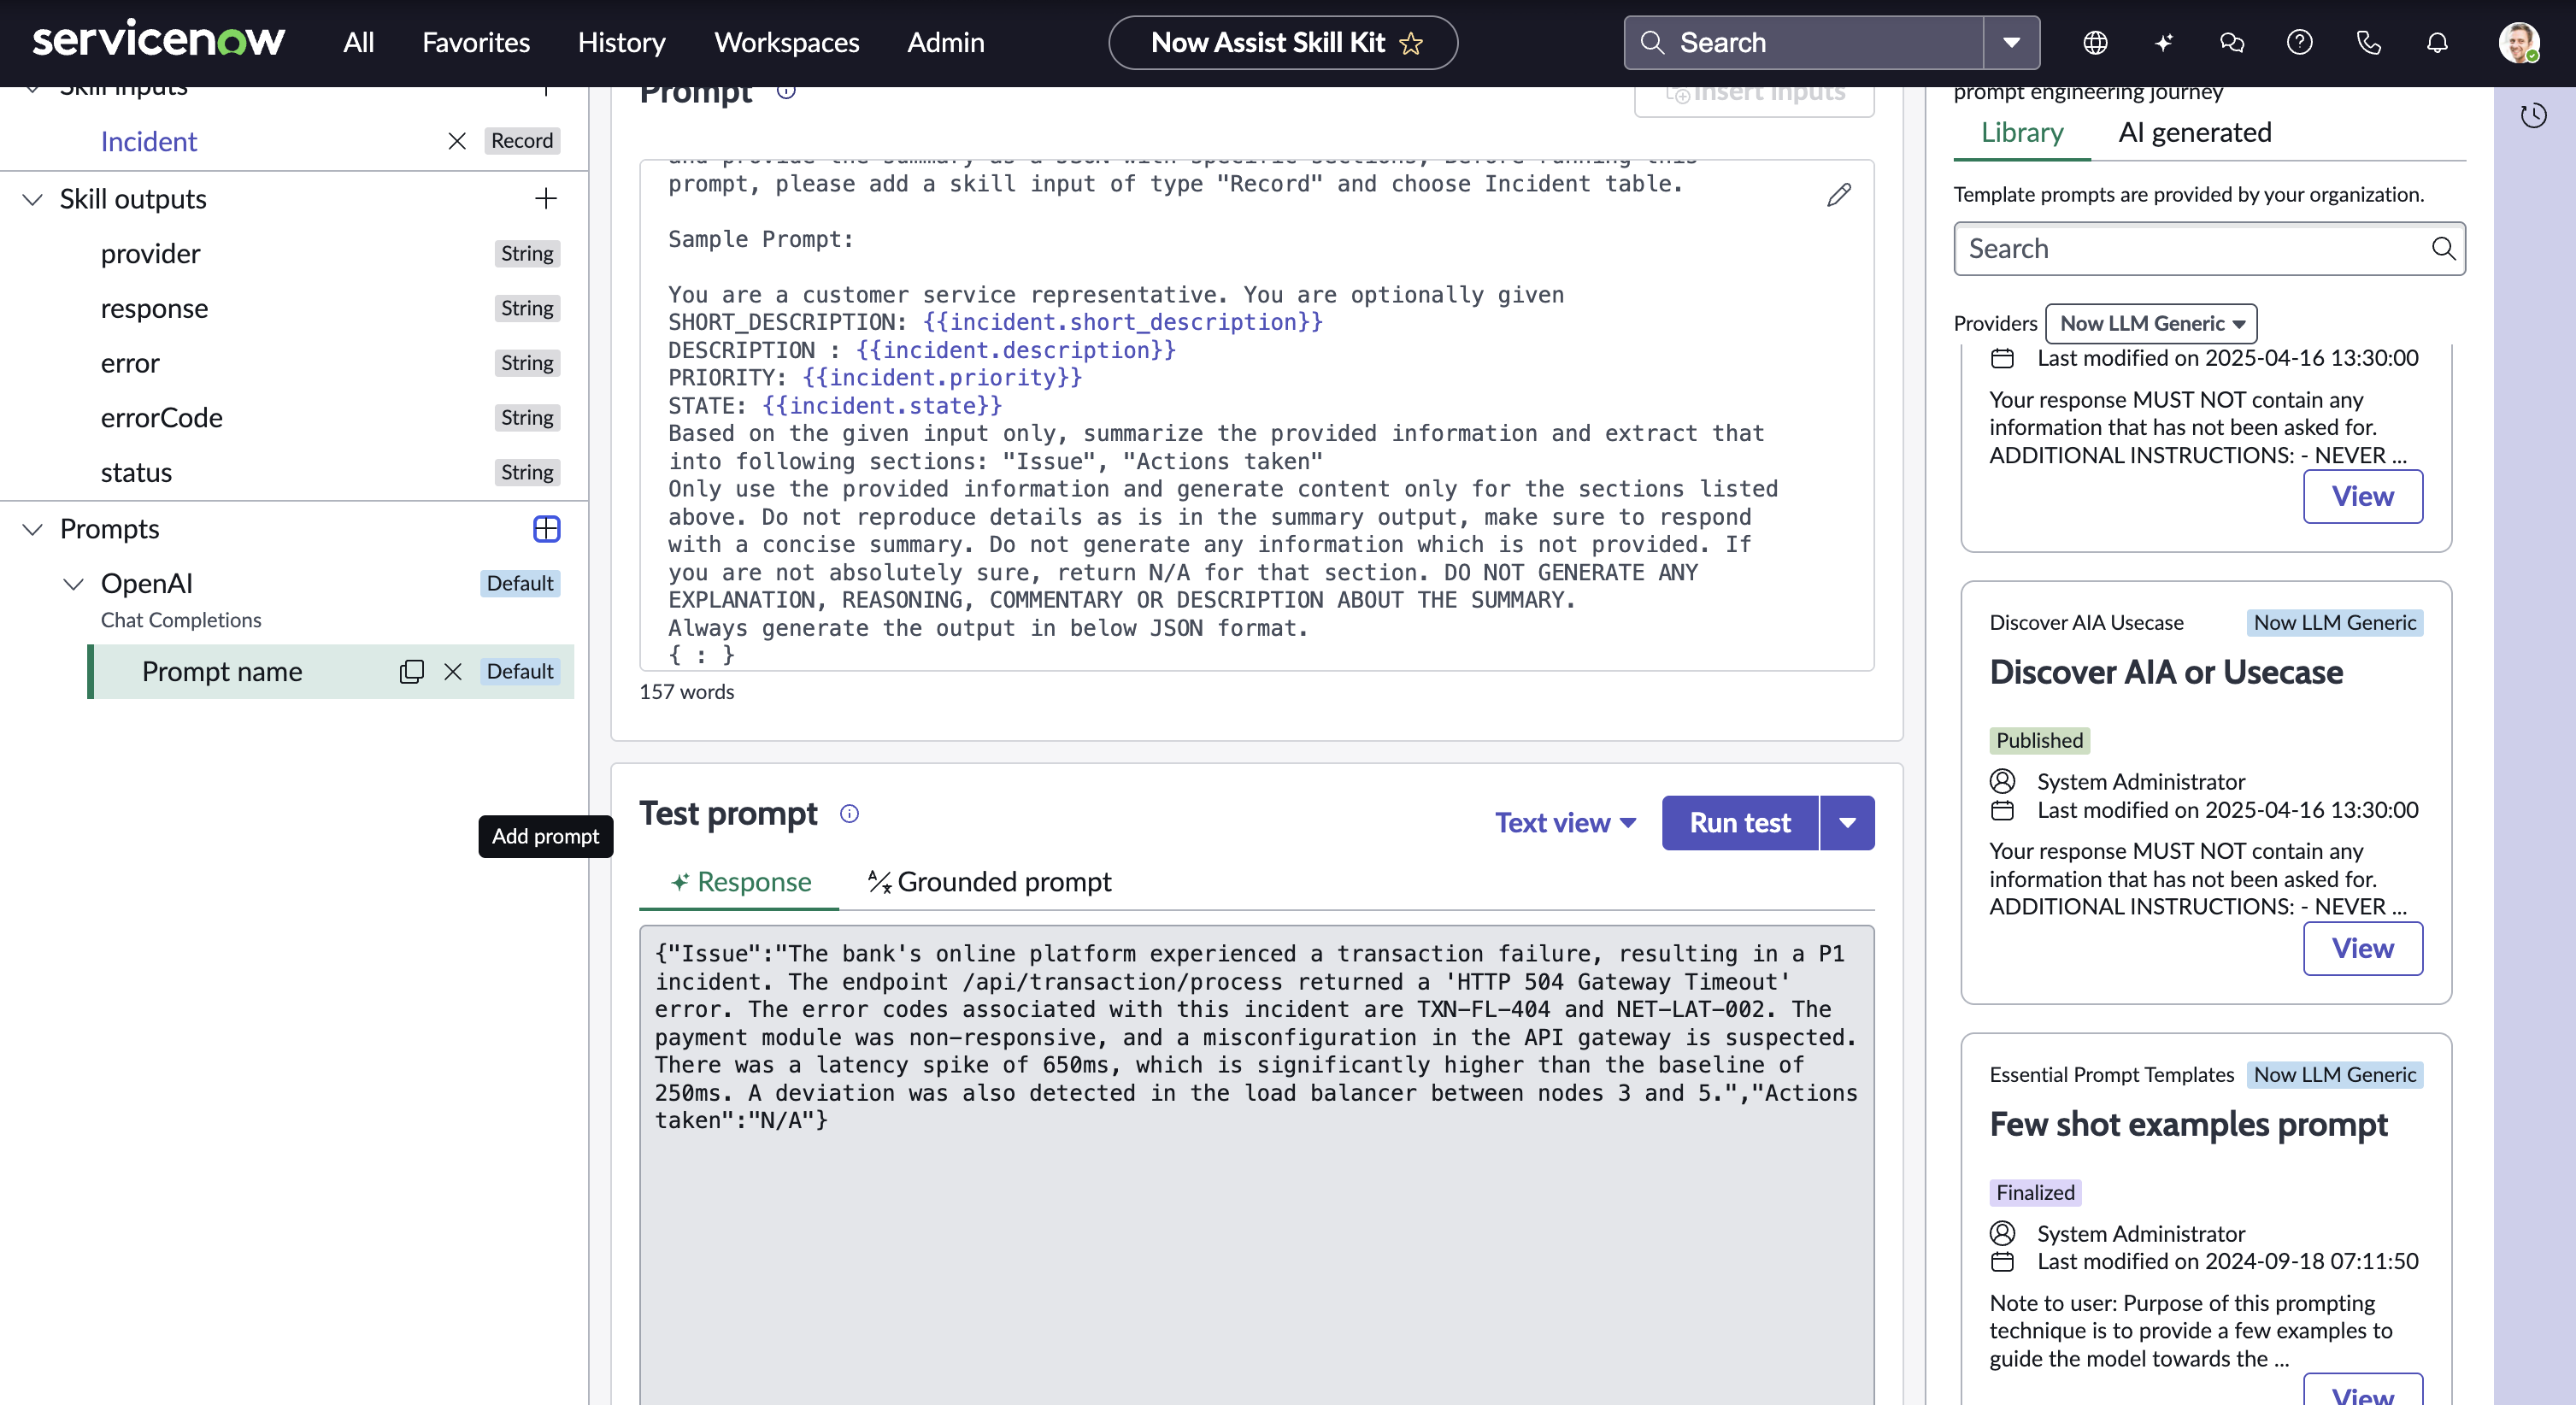 servicenow
All
Favorites
History
Workspaces
Admin
Now Assist Skill Kit
Search
Skill inputs
Incident
Record
Skill outputs
provider
String
response
String
error
String
errorCode
String
status
String
Prompts
OpenAI
Default
Chat Completions
Prompt name
Default
Add prompt
Prompt
Insert inputs
and provide the summary as a JSON with specific sections, Before running this
prompt, please add a skill input of type "Record" and choose Incident table.
Sample Prompt:
You are a customer service representative. You are optionally given
SHORT_DESCRIPTION: {{incident.short_description}}
DESCRIPTION : {{incident.description}}
PRIORITY: {{incident.priority}}
STATE: {{incident.state}}
Based on the given input only, summarize the provided information and extract that
into following sections: "Issue", "Actions taken"
Only use the provided information and generate content only for the sections listed
above. Do not reproduce details as is in the summary output, make sure to respond
with a concise summary. Do not generate any information which is not provided. If
you are not absolutely sure, return N/A for that section. DO NOT GENERATE ANY
EXPLANATION, REASONING, COMMENTARY OR DESCRIPTION ABOUT THE SUMMARY.
Always generate the output in below JSON format.
{ : }
157 words
Test prompt
Text view
Run test
Response
Grounded prompt
{"Issue":"The bank's online platform experienced a transaction failure, resulting in a P1
incident. The endpoint /api/transaction/process returned a 'HTTP 504 Gateway Timeout'
error. The error codes associated with this incident are TXN-FL-404 and NET-LAT-002. The
payment module was non-responsive, and a misconfiguration in the API gateway is suspected.
There was a latency spike of 650ms, which is significantly higher than the baseline of
250ms. A deviation was also detected in the load balancer between nodes 3 and 5.","Actions
taken":"N/A"}
prompt engineering journey
Library
AI generated
Template prompts are provided by your organization.
Search
Providers
Now LLM Generic
Last modified on 2025-04-16 13:30:00
Your response MUST NOT contain any
information that has not been asked for.
ADDITIONAL INSTRUCTIONS: - NEVER ...
View
Discover AIA Usecase
Now LLM Generic
Discover AIA or Usecase
Published
System Administrator
Last modified on 2025-04-16 13:30:00
Your response MUST NOT contain any
information that has not been asked for.
ADDITIONAL INSTRUCTIONS: - NEVER ...
View
Essential Prompt Templates
Now LLM Generic
Few shot examples prompt
Finalized
System Administrator
Last modified on 2024-09-18 07:11:50
Note to user: Purpose of this prompting
technique is to provide a few examples to
guide the model towards the ...
View